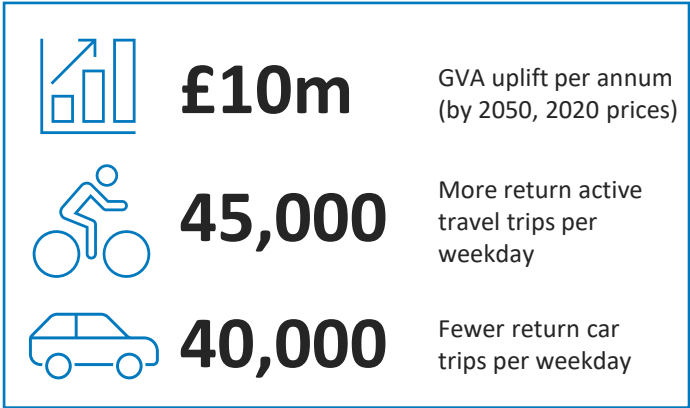 £10m
GVA uplift per annum
(by 2050, 2020 prices)
45,000
More return active
travel trips per
weekday
40,000
Fewer return car
trips per weekday